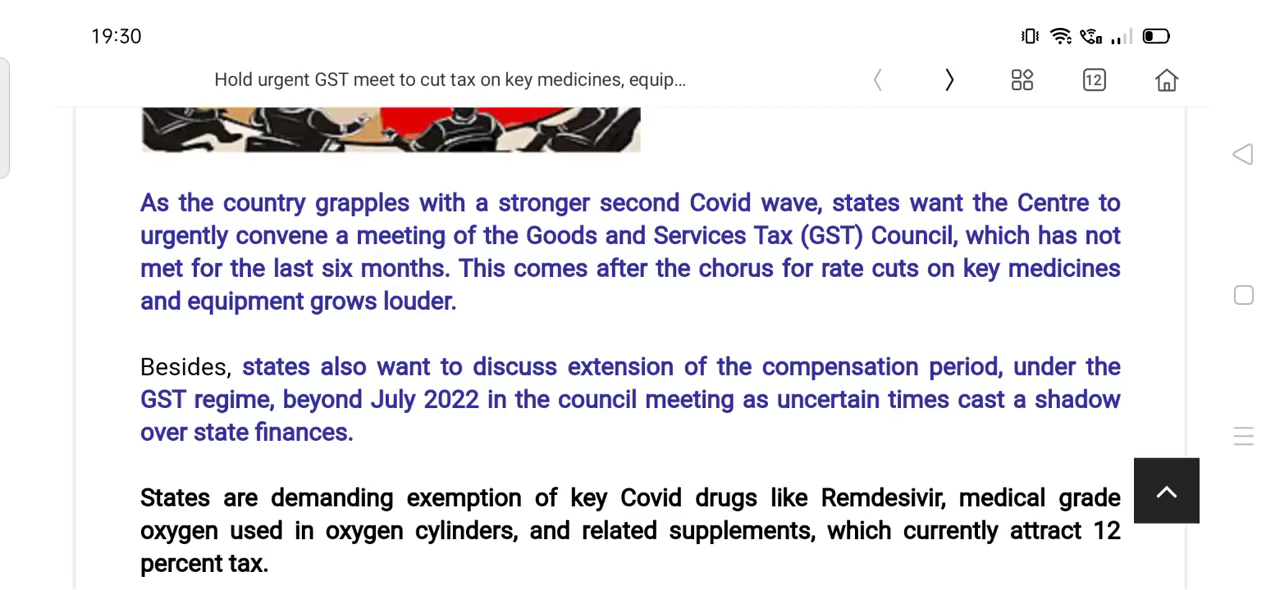 19:30
Hold urgent GST meet to cut tax on key medicines, equip...
12
As the country grapples with a stronger second Covid wave, states want the Centre to
urgently convene a meeting of the Goods and Services Tax (GST) Council, which has not
met for the last six months. This comes after the chorus for rate cuts on key medicines
and equipment grows louder.
Besides, states also want to discuss extension of the compensation period, under the
GST regime, beyond July 2022 in the council meeting as uncertain times cast a shadow
over state finances.
States are demanding exemption of key Covid drugs like Remdesivir, medical grade
oxygen used in oxygen cylinders, and related supplements, which currently attract 12
percent tax.